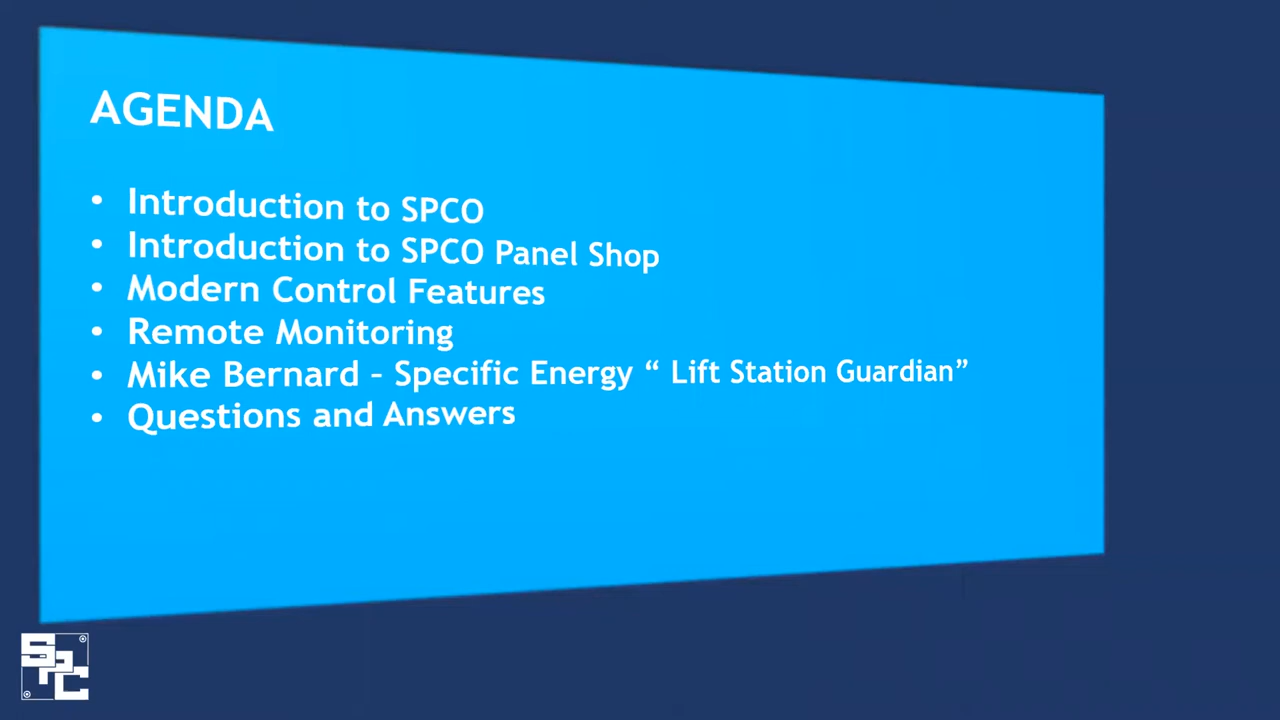 AGENDA
• Introduction to SPCO
• Introduction to SPCO Panel Shop
• Modern Control Features
• Remote Monitoring
• Mike Bernard – Specific Energy “ Lift Station Guardian”
• Questions and Answers
SPC